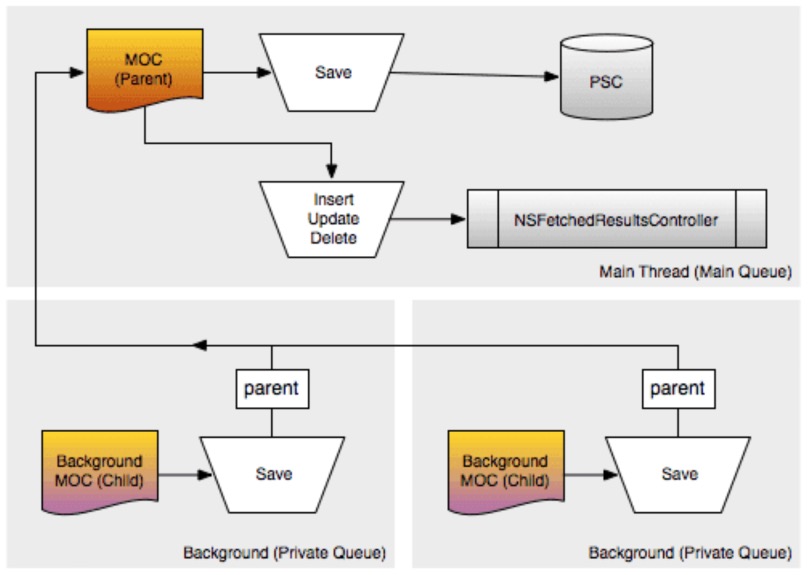 MOC
(Parent)
Save
PSC
Insert
Update
Delete
NSFetchedResultsController
Main Thread (Main Queue)
parent
Background
MOC (Child)
Save
Background (Private Queue)
parent
Background
MOC (Child)
Save
Background (Private Queue)